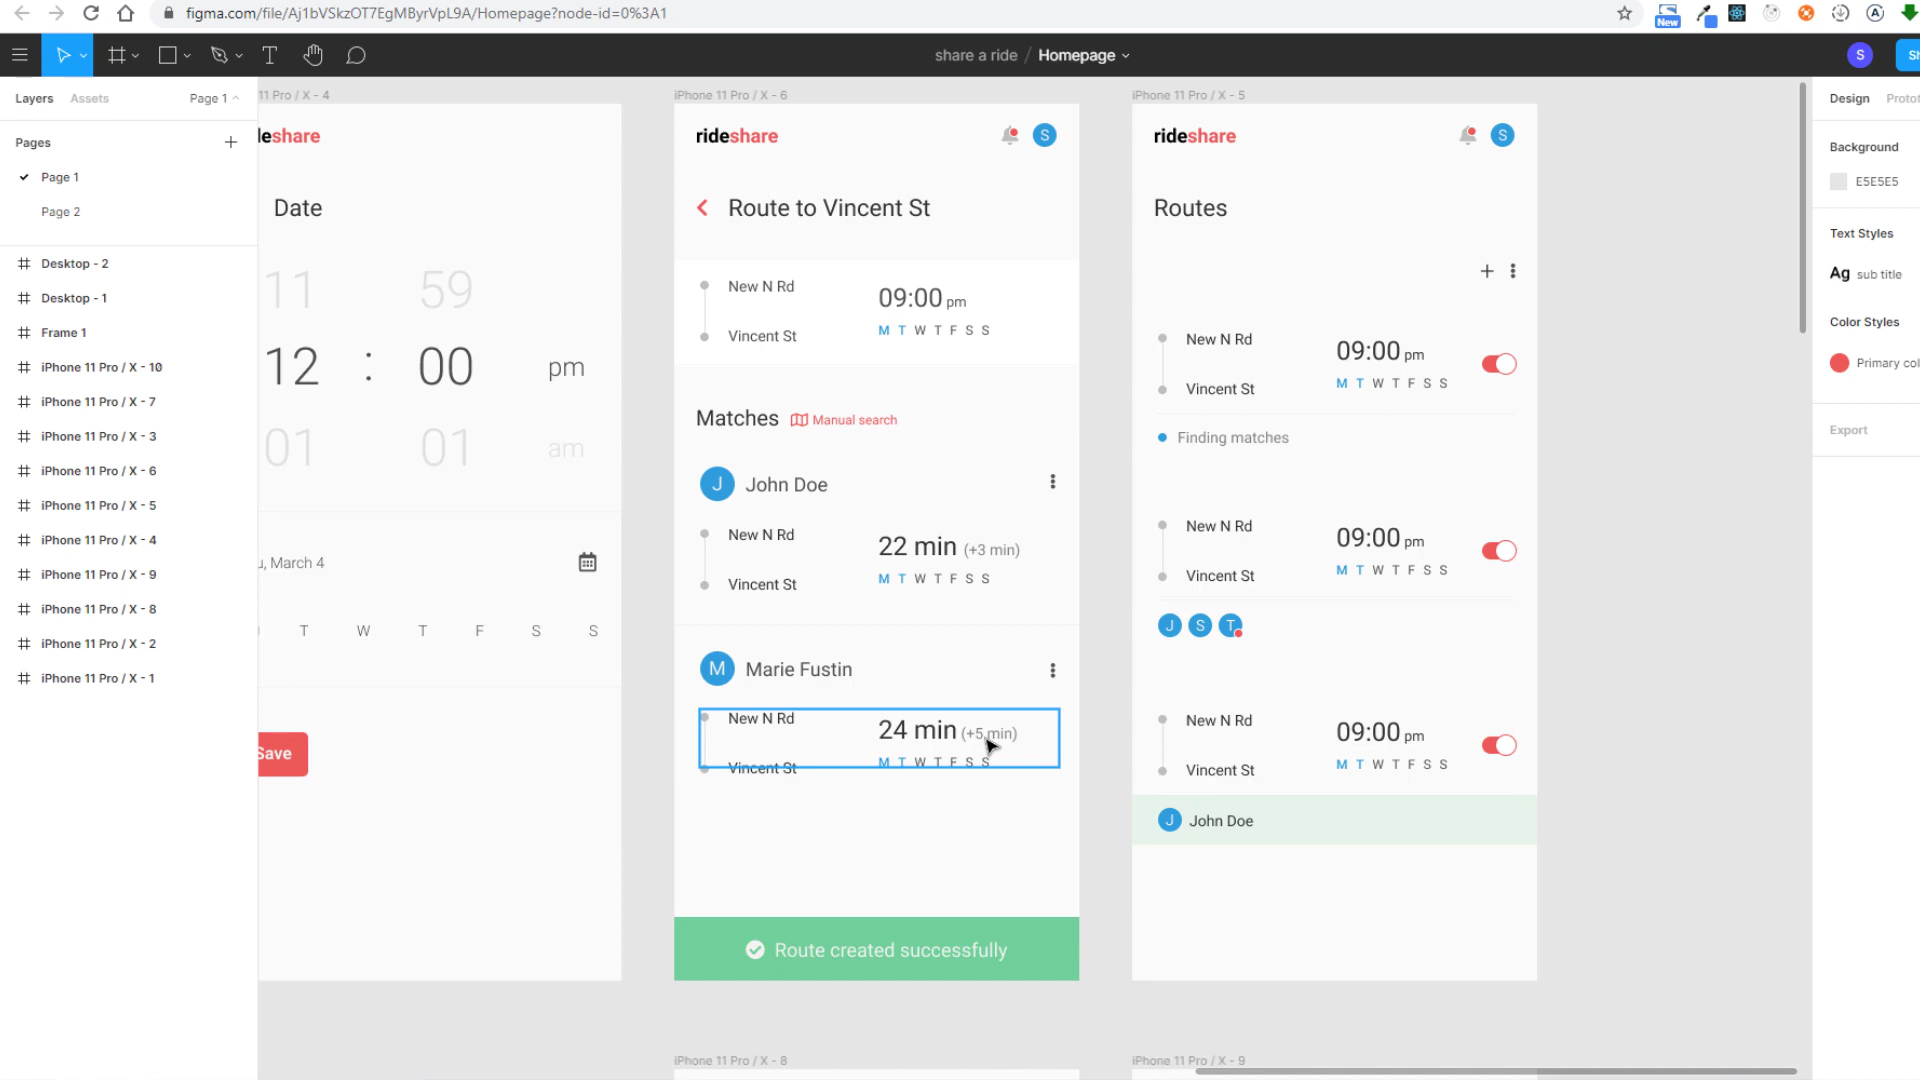 figma.com/file/Aj1bVSkzOT7EgMByrVpL9A/Homepage?node-id=0%3A1
New
share a ride / Homepage
S
Layers
Assets
Page 1
Pages
Page 1
Page 2
Desktop - 2
Desktop - 1
Frame 1
iPhone 11 Pro / X - 10
iPhone 11 Pro / X - 7
iPhone 11 Pro / X - 3
iPhone 11 Pro / X - 6
iPhone 11 Pro / X - 5
iPhone 11 Pro / X - 4
iPhone 11 Pro / X - 9
iPhone 11 Pro / X - 8
iPhone 11 Pro / X - 2
iPhone 11 Pro / X - 1
11 Pro / X - 4
leshare
Date
11 59
12 : 00 pm
01 01 am
March 4
T W T F S S
Save
iPhone 11 Pro / X - 6
rideshare
S
Route to Vincent St
New N Rd
09:00 pm
M T W T F S S
Vincent St
Matches
Manual search
J
John Doe
New N Rd
22 min (+3 min)
M T W T F S S
Vincent St
M
Marie Fustin
New N Rd
24 min (+5 min)
M T W T F S S
Vincent St
Route created successfully
iPhone 11 Pro / X - 8
iPhone 11 Pro / X - 5
rideshare
S
Routes
New N Rd
09:00 pm
M T W T F S S
Vincent St
Finding matches
New N Rd
09:00 pm
M T W T F S S
Vincent St
J S T
New N Rd
09:00 pm
M T W T F S S
Vincent St
J
John Doe
iPhone 11 Pro / X - 9
Design
Proto
Background
E5E5E5
Text Styles
Ag sub title
Color Styles
Primary col
Export